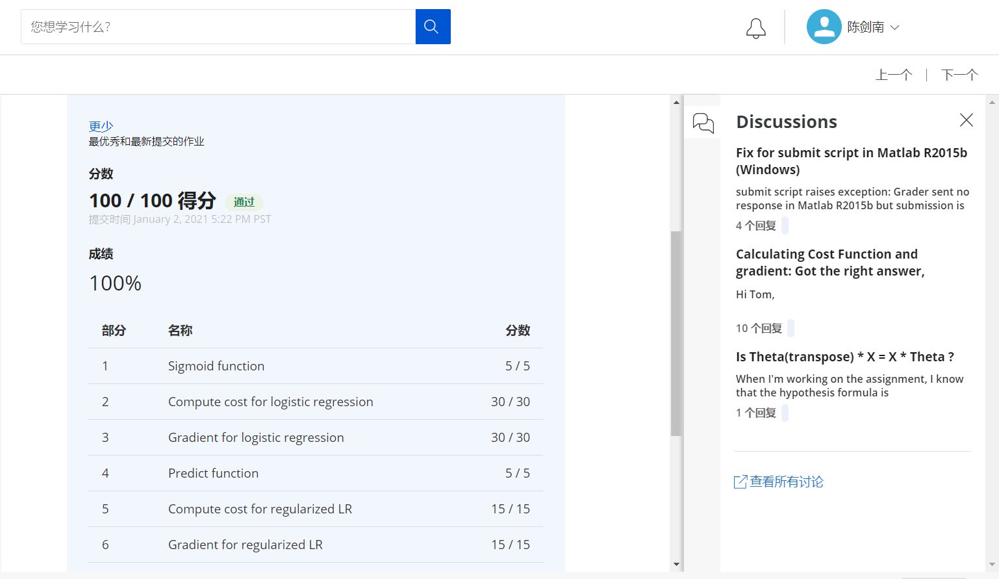 您想学习什么?
陈剑南
上一个 | 下一个
更少
最优秀和最新提交的作业
分数
100 / 100 得分 通过
提交时间 January 2, 2021 5:22 PM PST
成绩
100%
部分 名称 分数
1 Sigmoid function 5 / 5
2 Compute cost for logistic regression 30 / 30
3 Gradient for logistic regression 30 / 30
4 Predict function 5 / 5
5 Compute cost for regularized LR 15 / 15
6 Gradient for regularized LR 15 / 15
Discussions
Fix for submit script in Matlab R2015b
(Windows)
submit script raises exception: Grader sent no
response in Matlab R2015b but submission is
4 个回复
Calculating Cost Function and
gradient: Got the right answer,
Hi Tom,
10 个回复
Is Theta(transpose) * X = X * Theta ?
When I'm working on the assignment, I know
that the hypothesis formula is
1 个回复
查看所有讨论